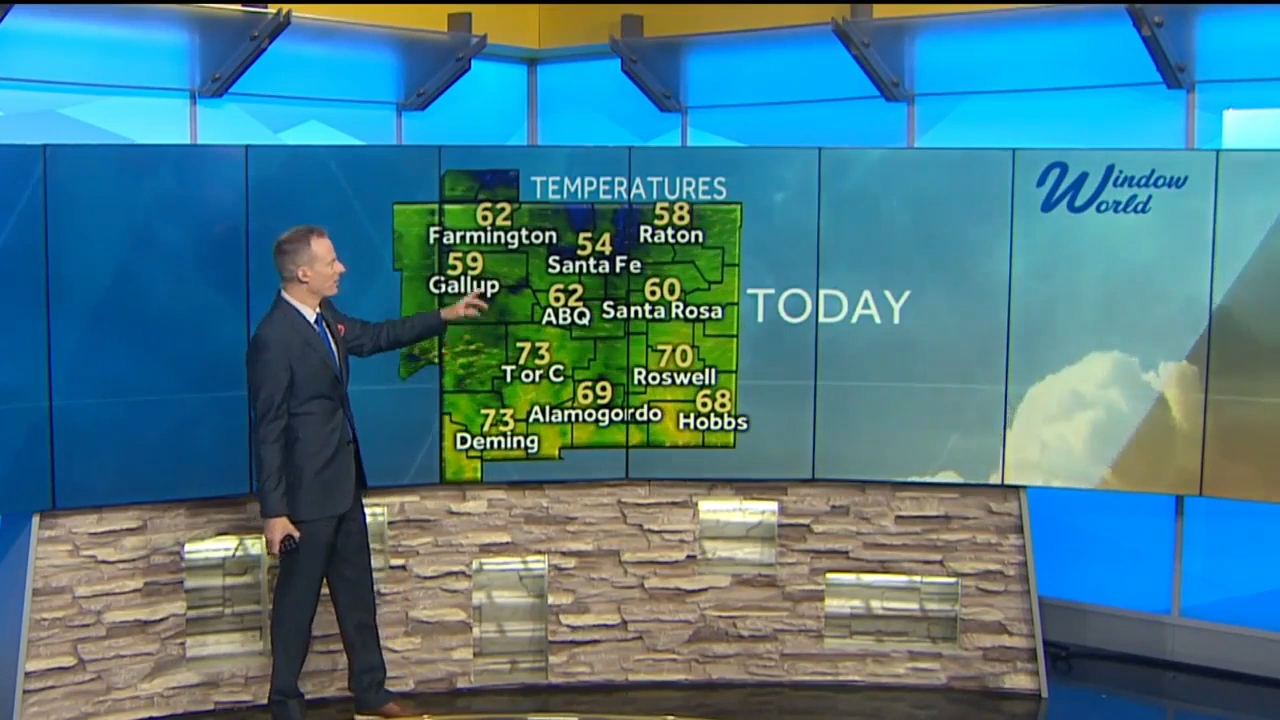 TEMPERATURES
62
Farmington
58
Raton
54
Santa Fe
59
Gallup
62
ABQ
60
Santa Rosa
TODAY
73
T or C
70
Roswell
69
Alamogordo
68
Hobbs
73
Deming
Window
World